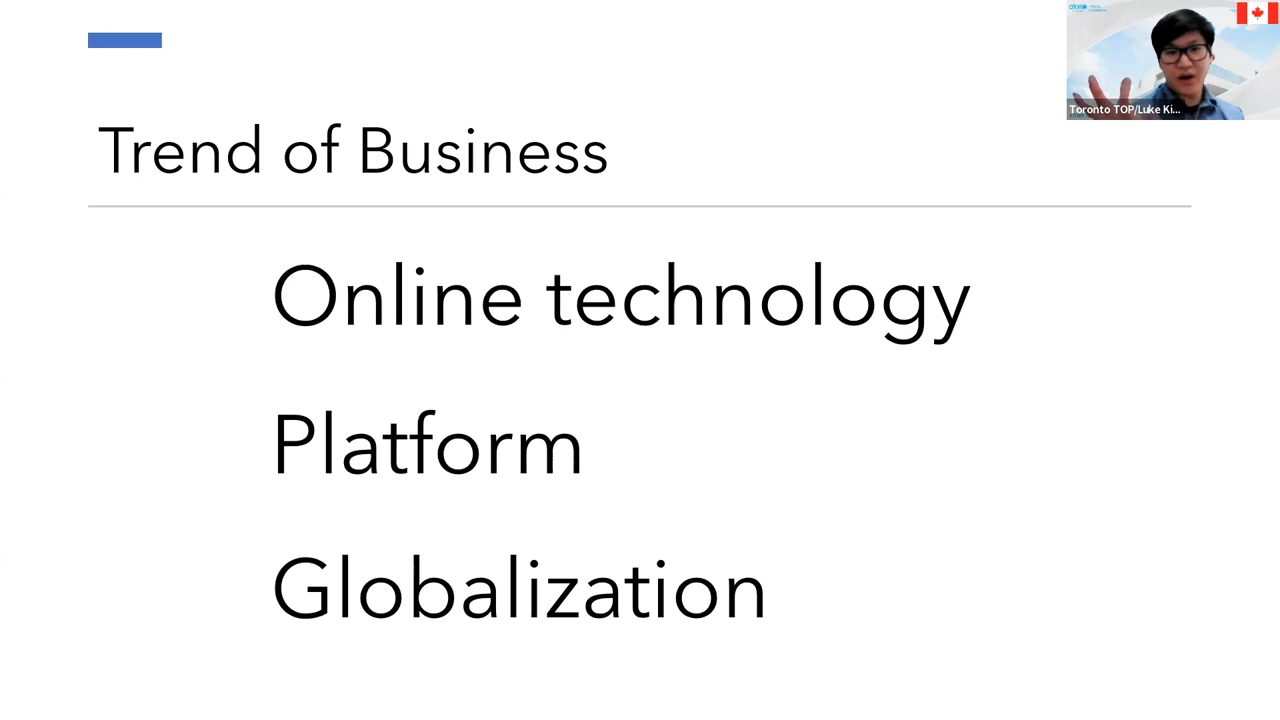 Trend of Business
Online technology
Platform
Globalization
Toronto TOP/Luke Ki...